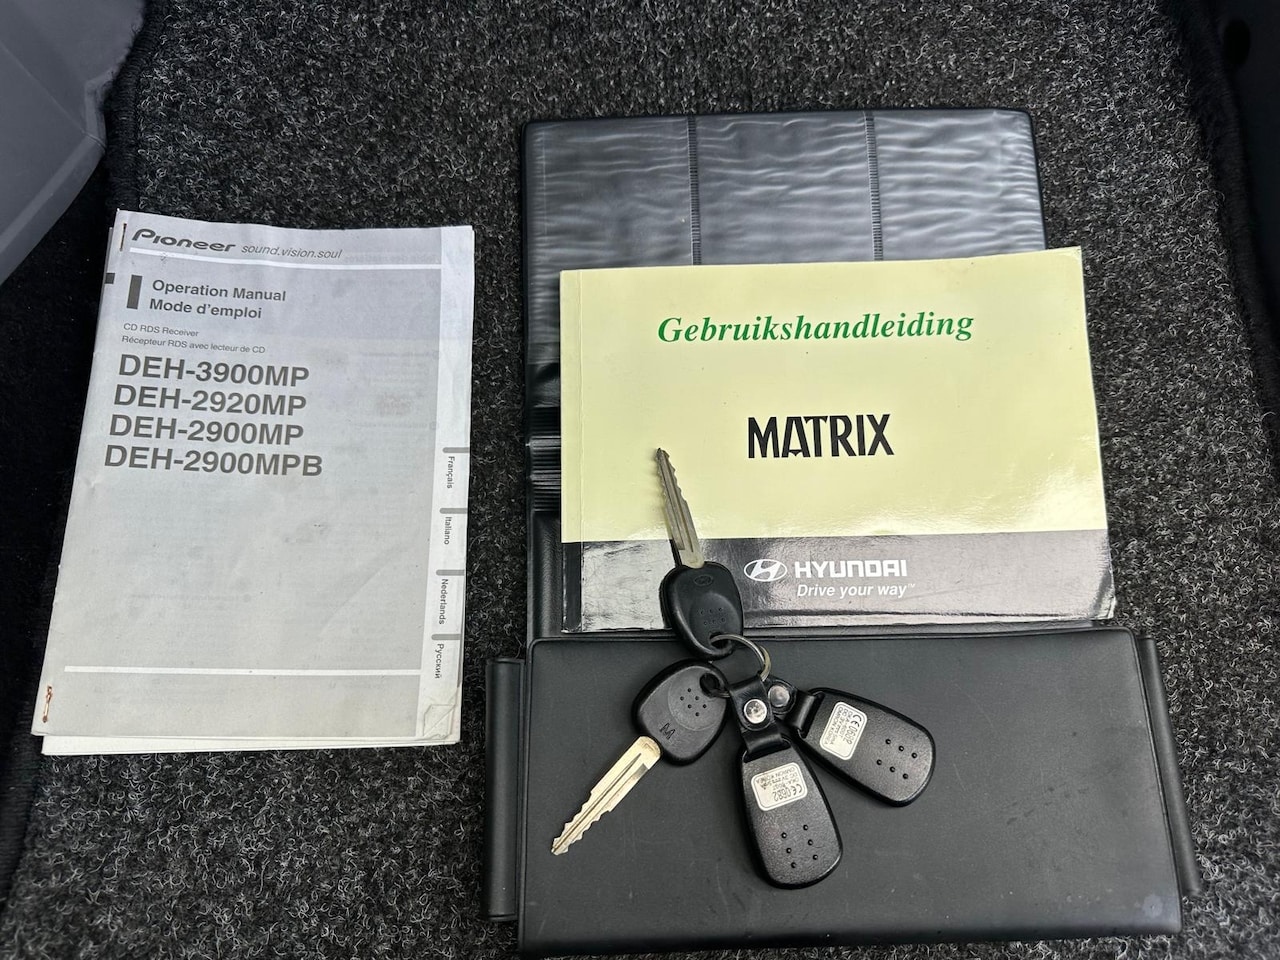 Pioneer sound.vision.soul
Operation Manual
Mode d'emploi
CD RDS Receiver
Récepteur RDS avec lecteur de CD
DEH-3900MP
DEH-2920MP
DEH-2900MP
DEH-2900MPB
Français
Italiano
Nederlands
Русский
Gebruikshandleiding
MATRIX
HYUNDAI
Drive your way™
CE0682